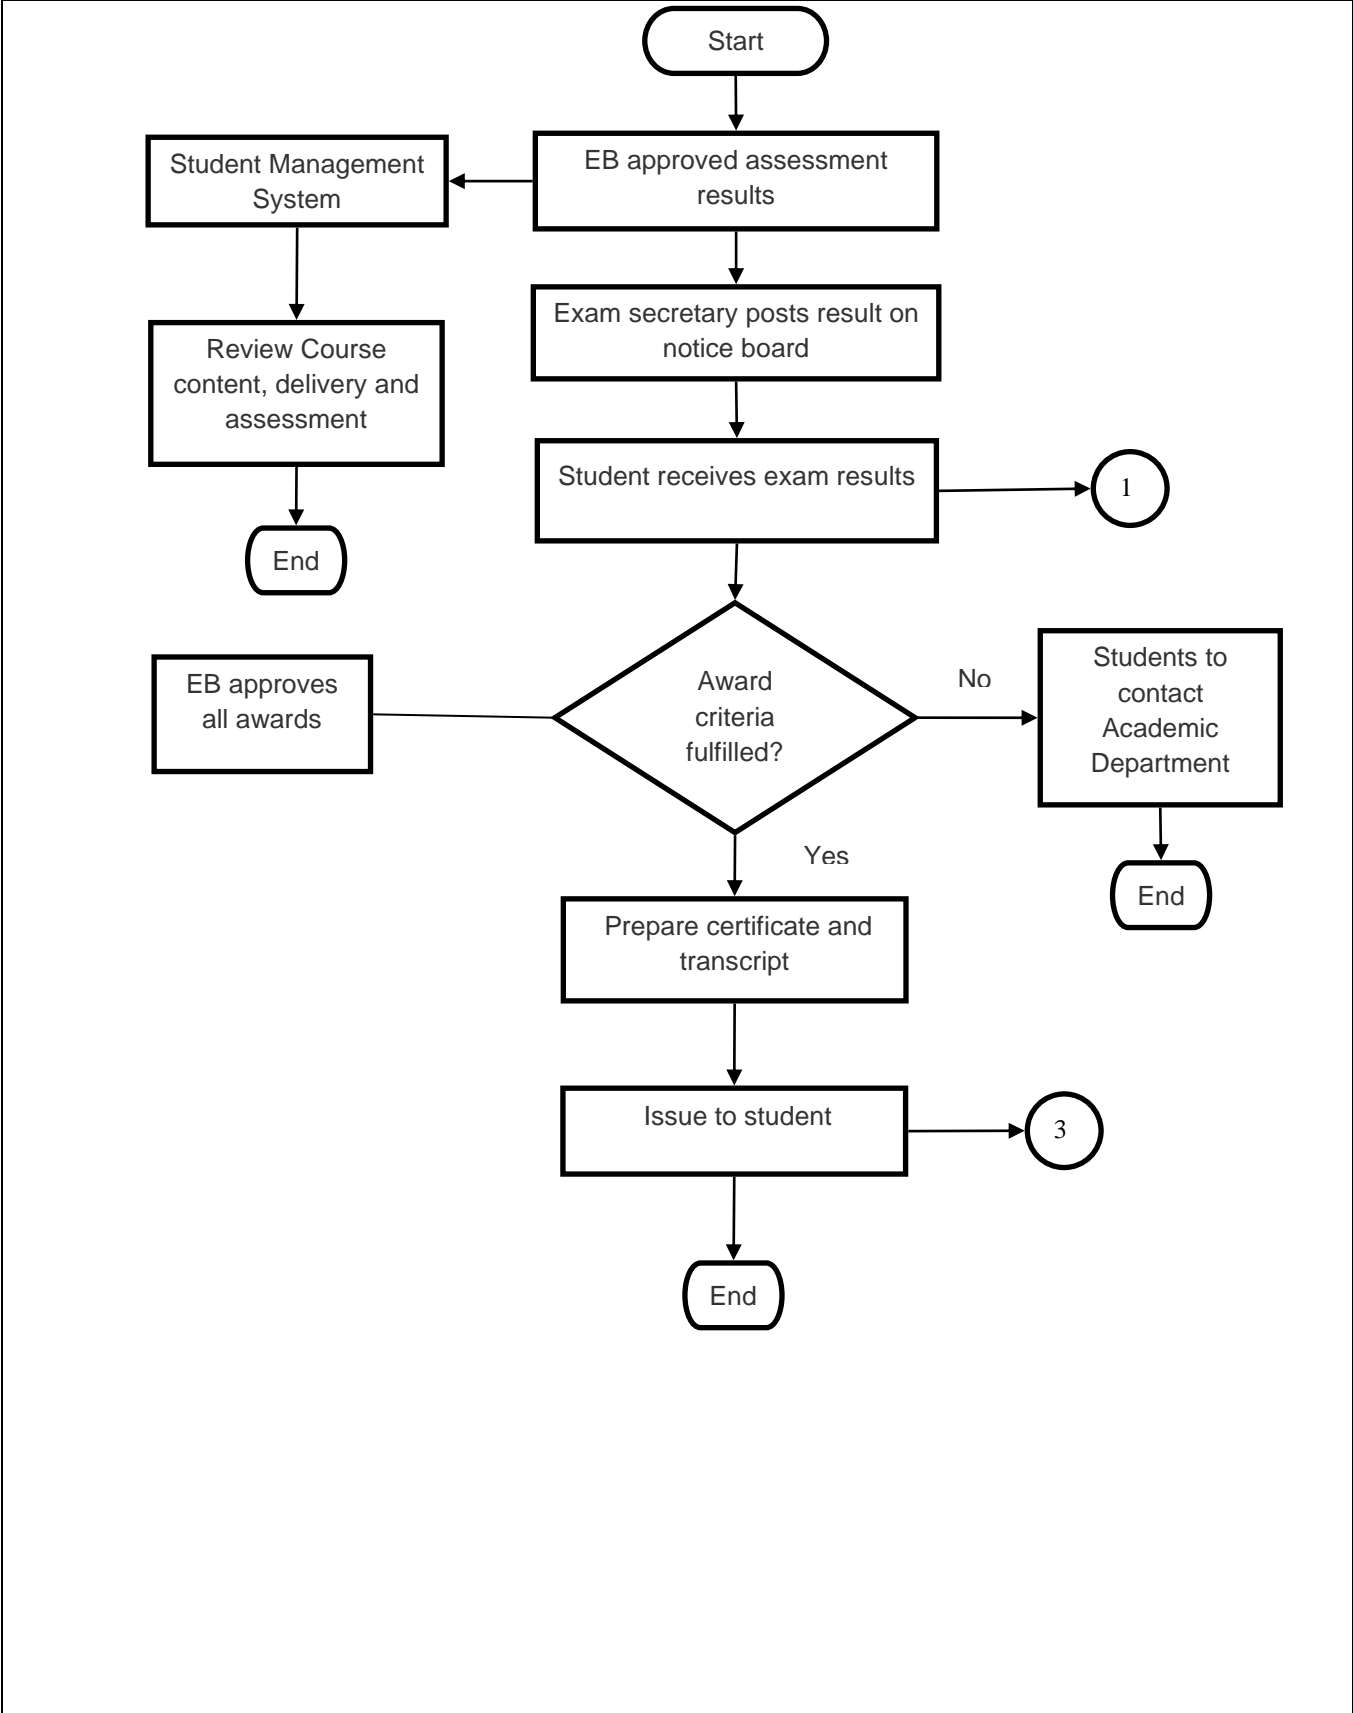 Start
EB approved assessment
results
Student Management
System
Exam secretary posts result on
notice board
Review Course
content, delivery and
assessment
Student receives exam results
1
End
Award
criteria
fulfilled?
EB approves
all awards
No
Students to
contact
Academic
Department
Yes
End
Prepare certificate and
transcript
Issue to student
3
End